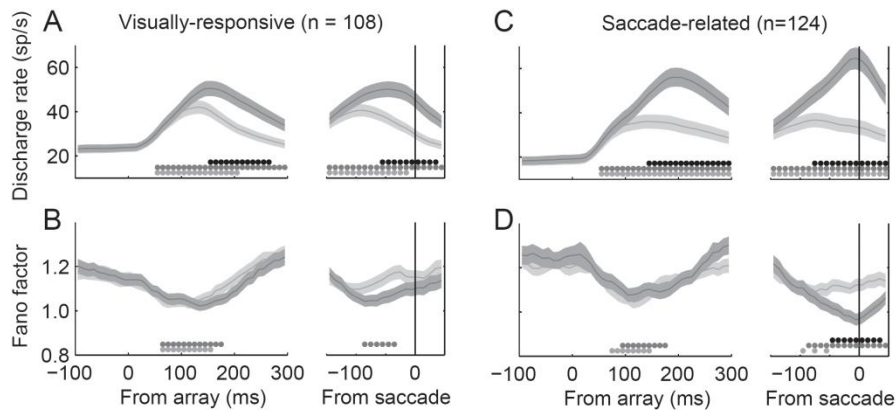 A Visually-responsive (n = 108)
C Saccade-related (n=124)
Discharge rate (sp/s)
60
40
20
B
D
Fano factor
1.2
1.0
0.8
−100 0 100 200 300 0
−100 0 100 200 300 0
From array (ms) From saccade
From array (ms) From saccade